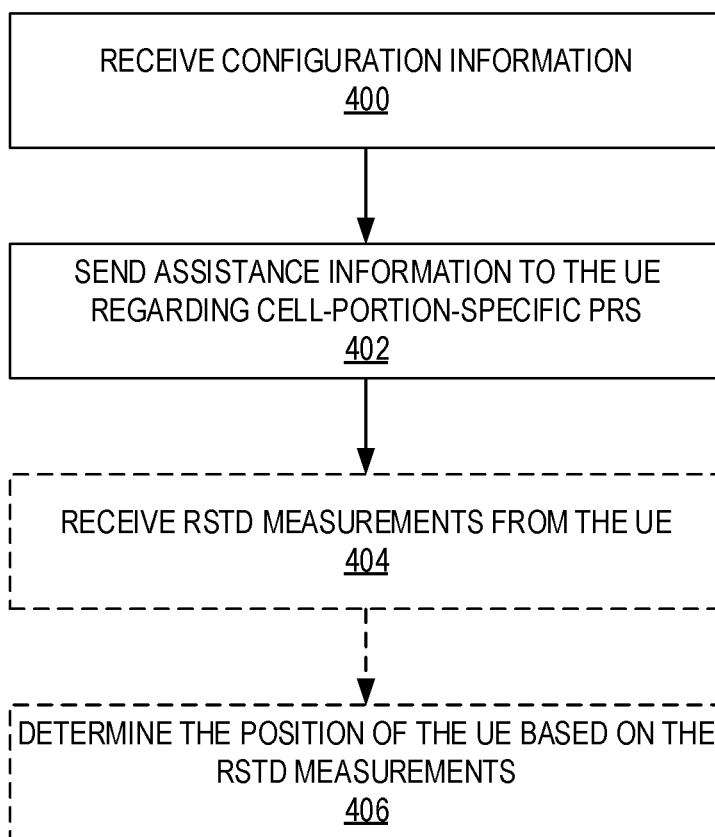 RECEIVE CONFIGURATION INFORMATION
400
SEND ASSISTANCE INFORMATION TO THE UE
REGARDING CELL-PORTION-SPECIFIC PRS
402
RECEIVE RSTD MEASUREMENTS FROM THE UE
404
DETERMINE THE POSITION OF THE UE BASED ON THE
RSTD MEASUREMENTS
406